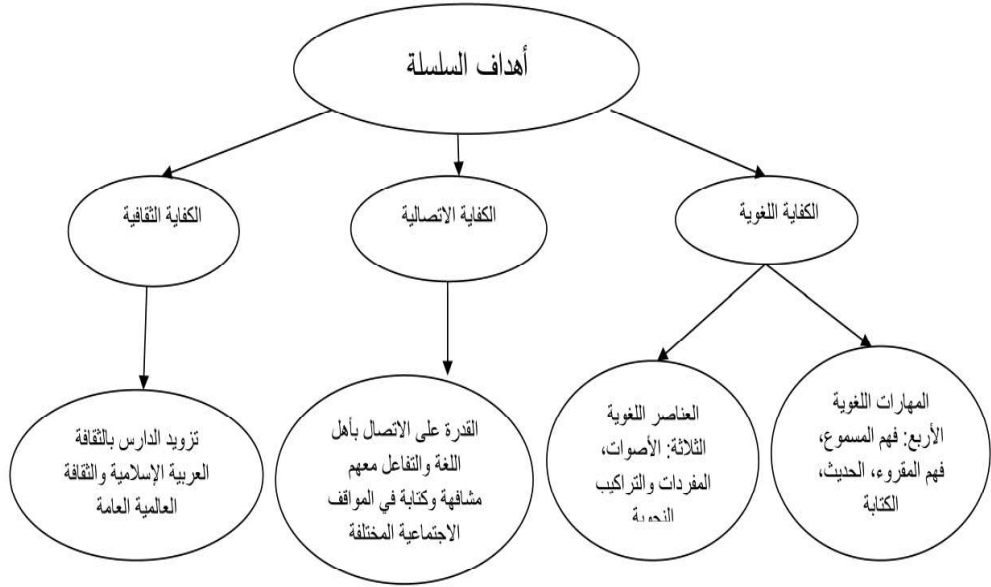 أهداف السلسلة
الكفاية اللغوية
الكفاية الاتصالية
الكفاية الثقافية
المهارات اللغوية
الأربع: فهم المسموع،
فهم المقروء، الحديث،
الكتابة
العناصر اللغوية
الثلاثة: الأصوات،
المفردات والتراكيب
النحوية
القدرة على الاتصال بأهل
اللغة والتفاعل معهم
مشافهة وكتابة في المواقف
الاجتماعية المختلفة
تزويد الدارس بالثقافة
العربية الإسلامية والثقافة
العالمية العامة